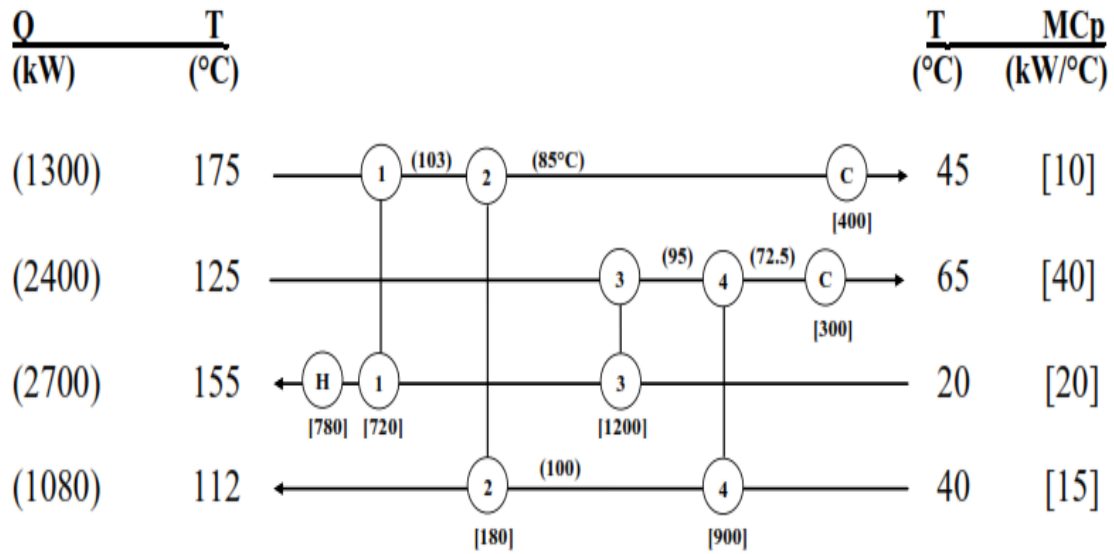 Q T T MCp
(kW) (°C) (°C) (kW/°C)
(1300) 175 1 (103) 2 (85°C) C 45 [10]
[400]
(2400) 125 3 (95) 4 (72.5) C 65 [40]
[300]
(2700) 155 H 1 3 20 [20]
[780] [720] [1200]
(1080) 112 2 (100) 4 40 [15]
[180] [900]